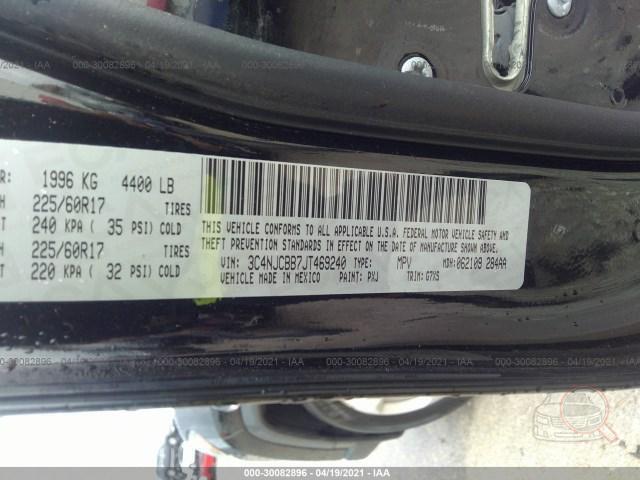 000-30082896 - 04/19/2021 - IAA
R: 1996 KG 4400 LB
H 225/60R17 TIRES
T 240 KPA ( 35 PSI) COLD
H 225/60R17 TIRES
T 220 KPA ( 32 PSI) COLD
THIS VEHICLE CONFORMS TO ALL APPLICABLE U.S.A. FEDERAL MOTOR VEHICLE SAFETY AND
THEFT PREVENTION STANDARDS IN EFFECT ON THE DATE OF MANUFACTURE SHOWN ABOVE.
VIN: 3C4NJCBB7JT469240 TYPE: MPV MDH: 062109 284AA
VEHICLE MADE IN MEXICO PAINT: PXJ TRIM: G7XS
000-30082896 - 04/19/2021 - IAA
000-30082896 - 04/19/2021 - IAA